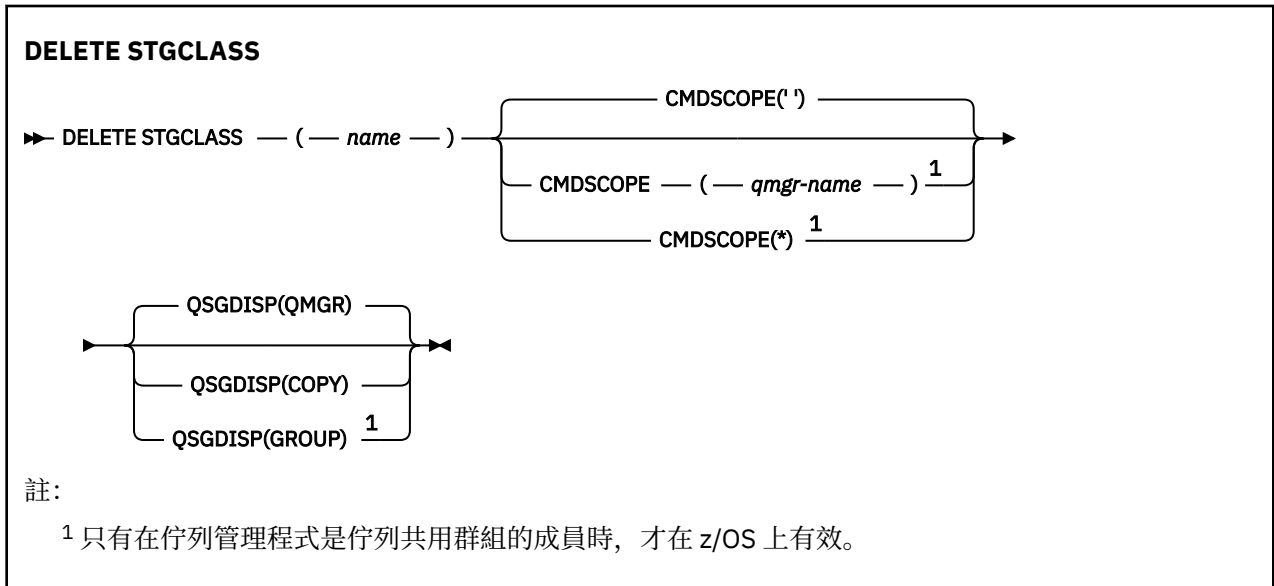 DELETE STGCLASS
CMDSCOPE(' ')
DELETE STGCLASS ( name )
CMDSCOPE ( qmgr-name ) 1
CMDSCOPE(*) 1
QSGDISP(QMGR)
QSGDISP(COPY)
QSGDISP(GROUP) 1
註:
1 只有在佇列管理程式是佇列共用群組的成員時，才在 z/OS 上有效。